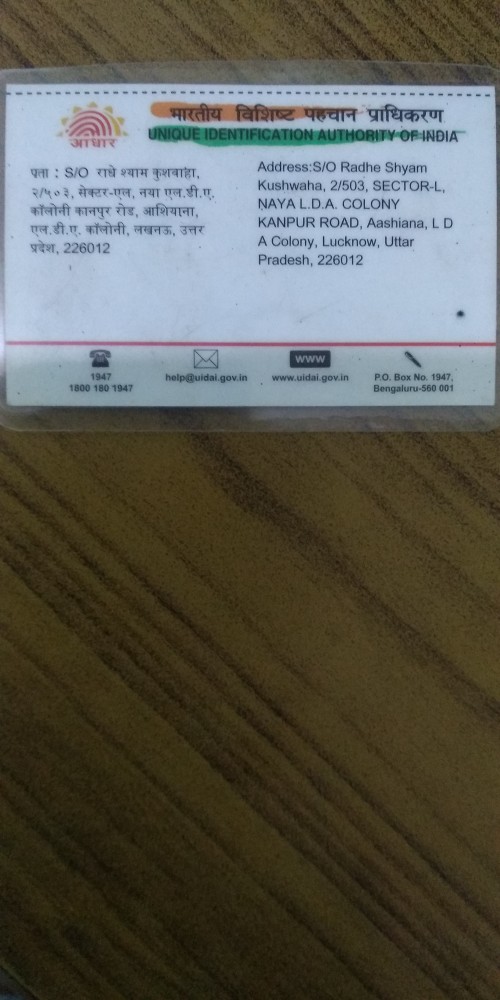 आधार
भारतीय विशिष्ट पहचान प्राधिकरण
UNIQUE IDENTIFICATION AUTHORITY OF INDIA
पता : S/O राधे श्याम कुशवाहा,
२/५०३, सेक्टर-एल, नया एल.डी.ए.
कॉलोनी कानपुर रोड, आशियाना,
एल.डी.ए. कॉलोनी, लखनऊ, उत्तर
प्रदेश, 226012
Address:S/O Radhe Shyam
Kushwaha, 2/503, SECTOR-L,
NAYA L.D.A. COLONY
KANPUR ROAD, Aashiana, L D
A Colony, Lucknow, Uttar
Pradesh, 226012
1947
1800 180 1947
help@uidai.gov.in
WWW
www.uidai.gov.in
P.O. Box No. 1947,
Bengaluru-560 001